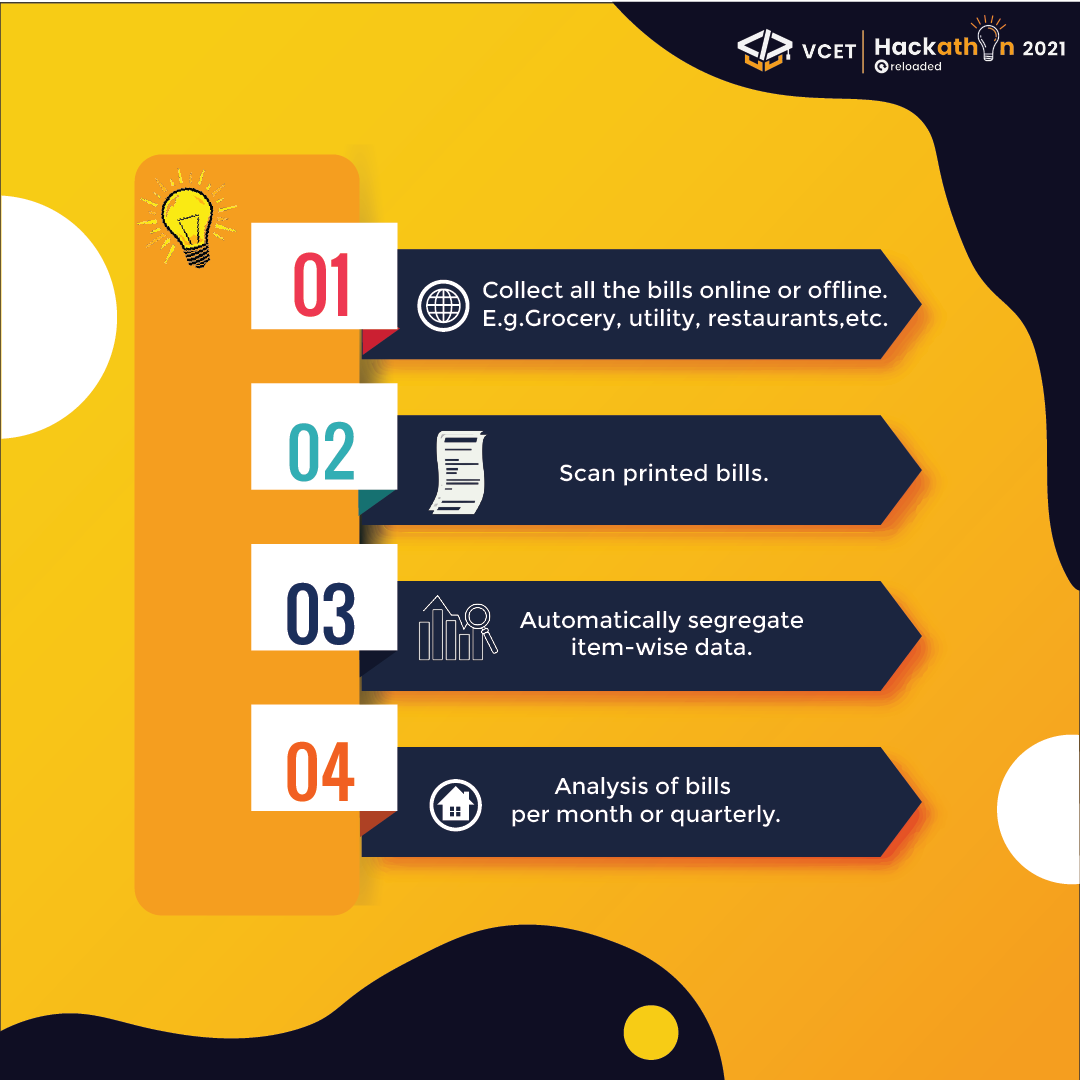 VCET
Hackathon 2021
reloaded
01
Collect all the bills online or offline.
E.g.Grocery, utility, restaurants,etc.
02
Scan printed bills.
03
Automatically segregate
item-wise data.
04
Analysis of bills
per month or quarterly.